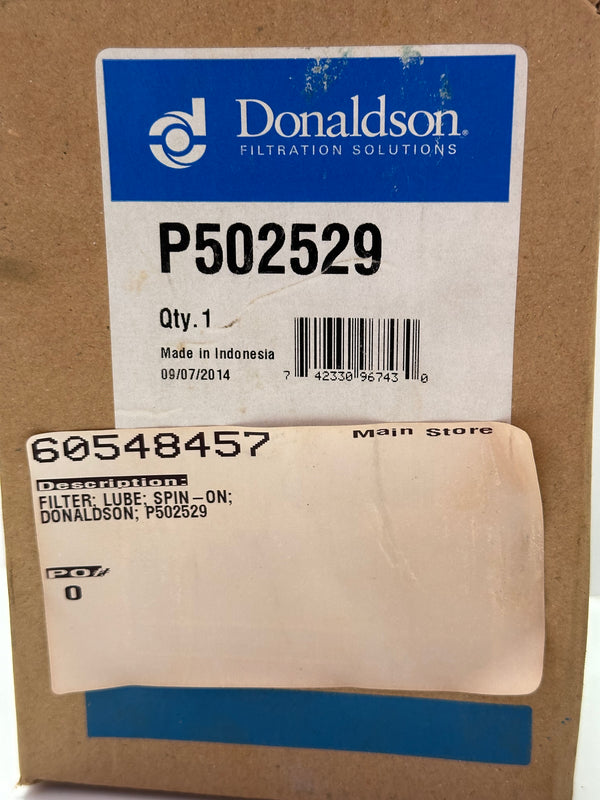 Donaldson®
FILTRATION SOLUTIONS
P502529
Qty. 1
Made in Indonesia
09/07/2014
7 42330 96743 0
60548457
Main Store
Description:
FILTER; LUBE; SPIN-ON;
DONALDSON; P502529
PO#
0